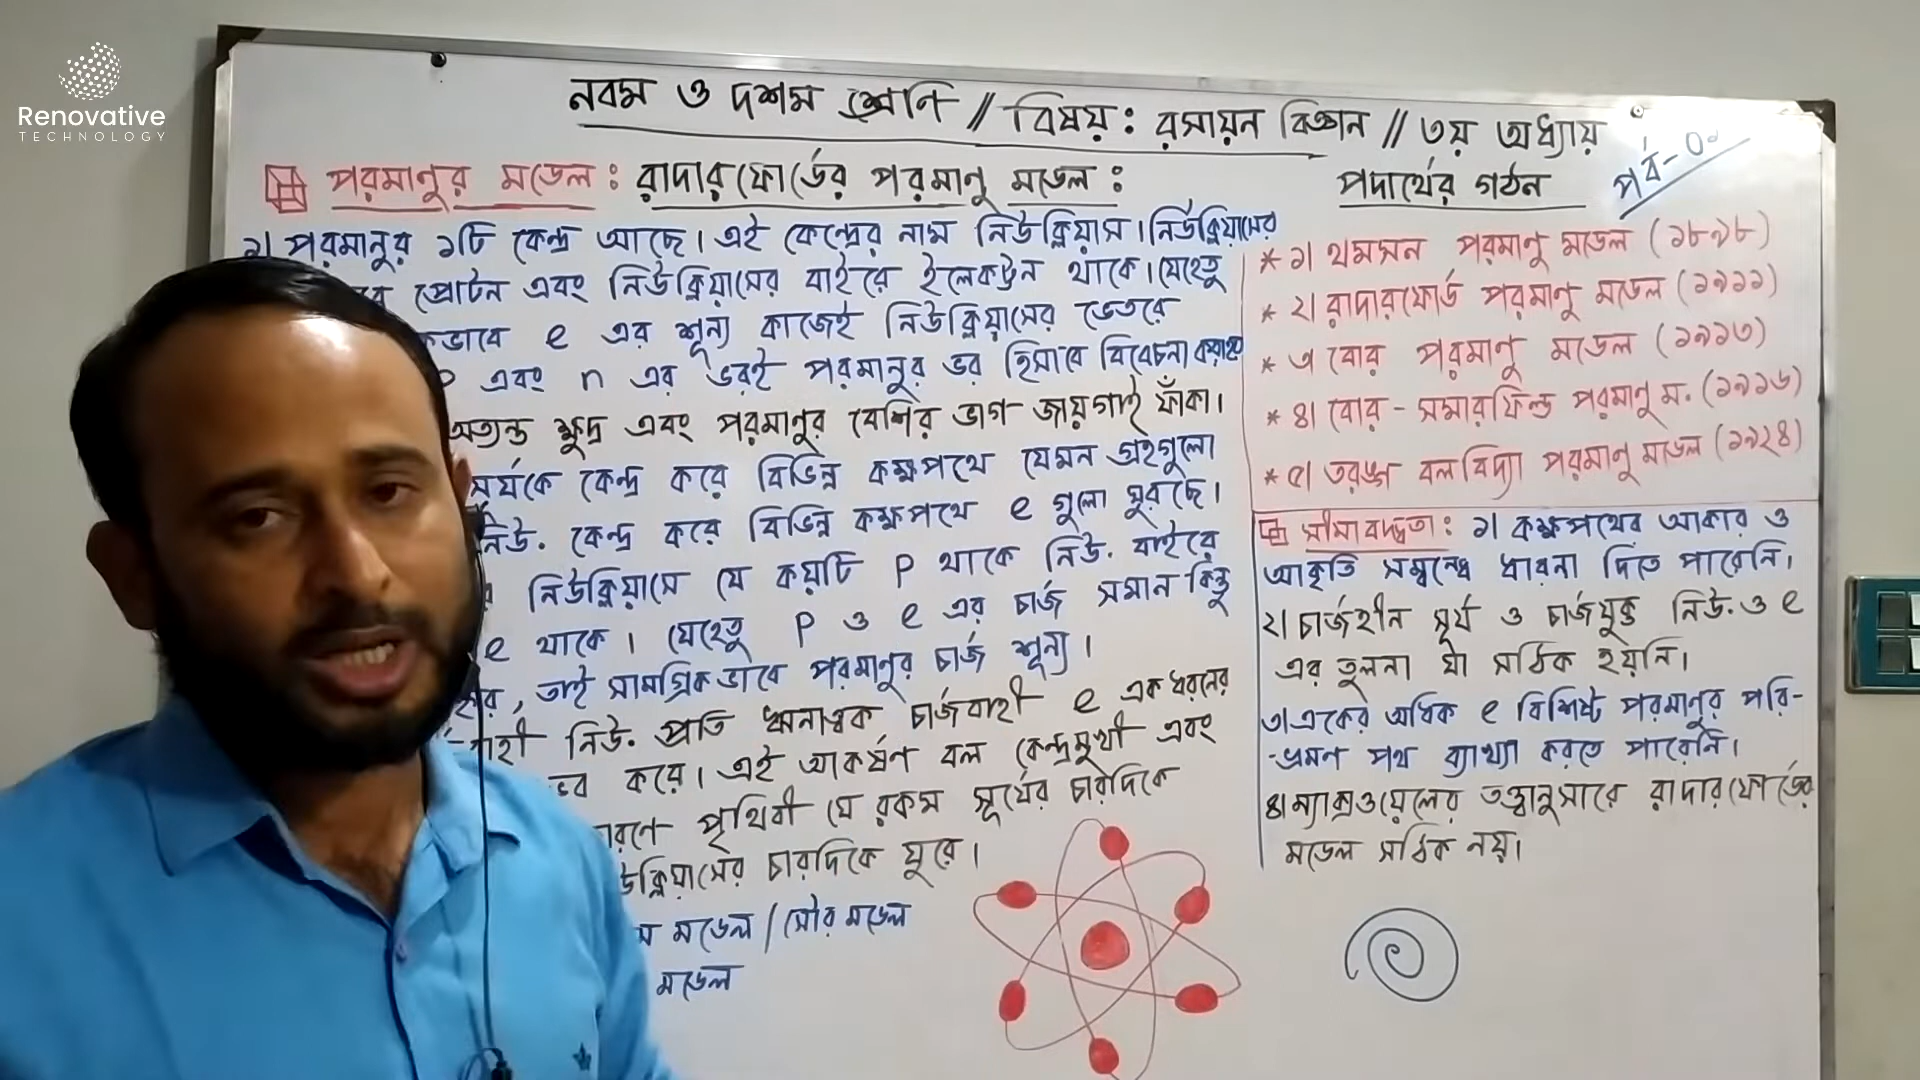 Renovative
TECHNOLOGY
নবম ও দশম শ্রেণি // বিষয়: রসায়ন বিজ্ঞান // ৩য় অধ্যায়
পদার্থের গঠন
পর্ব-০
পরমানুর মডেল: রাদারফোর্ডের পরমানু মডেল:
১। পরমানুর ১টি কেন্দ্র আছে। এই কেন্দ্রের নাম নিউক্লিয়াস। নিউক্লিয়াসের
প্রোটন এবং নিউক্লিয়াসের বাইরে ইলেকট্রন থাকে। যেহেতু
ভাবে e এর শূন্য কাজেই নিউক্লিয়াসের ভেতরে
এবং n এর ভরই পরমানুর ভর হিসাবে বিবেচনা করা হয়
অত্যন্ত ক্ষুদ্র এবং পরমানুর বেশির ভাগ জায়গাই ফাঁকা।
সূর্যকে কেন্দ্র করে বিভিন্ন কক্ষপথে যেমন গ্রহগুলো
নিউ. কেন্দ্র করে বিভিন্ন কক্ষপথে e গুলো ঘুরছে।
নিউক্লিয়াসে যে কয়টি P থাকে নিউ. বাইরে
e থাকে। যেহেতু P ও e এর চার্জ সমান কিন্তু
তাই সামগ্রিকভাবে পরমানুর চার্জ শূন্য।
বাহী নিউ. প্রতি ঋনাত্বক চার্জবাহী e এক ধরনের
করে। এই আকর্ষণ বল কেন্দ্রমুখী এবং
কারণে পৃথিবী যে রকম সূর্যের চারদিকে
উক্লিয়াসের চারদিকে ঘুরে।
মডেল / সৌর মডেল
মডেল
* ১। থমসন পরমানু মডেল (১৮৯৮)
* ২। রাদারফোর্ড পরমানু মডেল (১৯১১)
* ৩। বোর পরমানু মডেল (১৯১৩)
* ৪। বোর - সমারফিল্ড পরমানু ম. (১৯১৬)
* ৫। তরঙ্গ বলবিদ্যা পরমানু মডেল (১৯২৪)
সীমাবদ্ধতা: ১। কক্ষপথের আকার ও
আকৃতি সম্বন্ধে ধারনা দিতে পারেনি।
২। চার্জহীন সূর্য ও চার্জযুক্ত নিউ. ও e
এর তুলনা যা সঠিক হয়নি।
৩। একের অধিক e বিশিষ্ট পরমানুর পরি-
-ভ্রমণ পথ ব্যাখ্যা করতে পারেনি।
৪। ম্যাক্সওয়েলের তত্ত্বানুসারে রাদারফোর্ডের
মডেল সঠিক নয়।